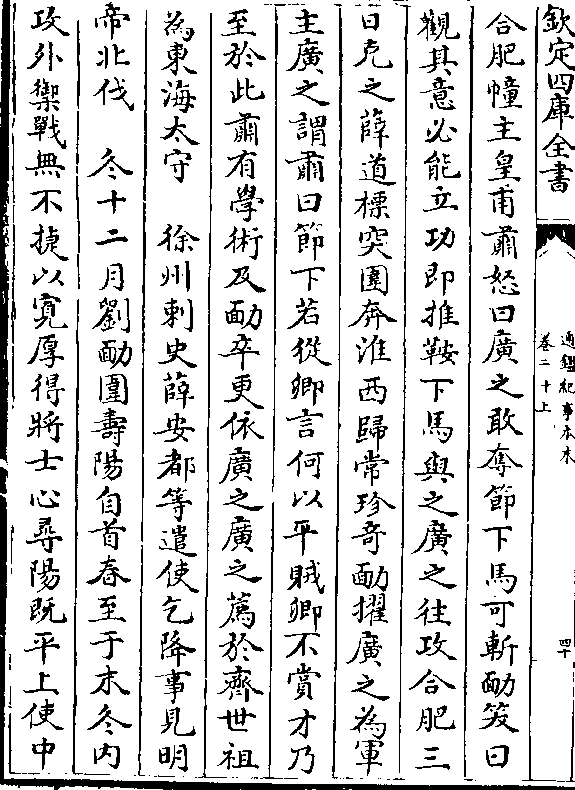 欽定四庫全書
通鑑紀事本末
卷二十上
四十
合肥幢主皇甫肅怒曰廣之敢奪節下馬可斬勔笑曰
觀其意必能立功即推鞍下馬與之廣之往攻合肥三
日克之薛道標突圍奔淮西歸常珍竒勔擢廣之為軍
主廣之謂肅曰節下若從卿言何以平賊卿不賞才乃
至於此肅有學術及勔卒更依廣之廣之薦於齊世祖
為東海太守　徐州刺史薛安都等遣使乞降事見明
帝北伐　冬十二月劉勔圍壽陽自首春至于末冬内
攻外禦戰無不捷以寛厚得將士心尋陽既平上使中